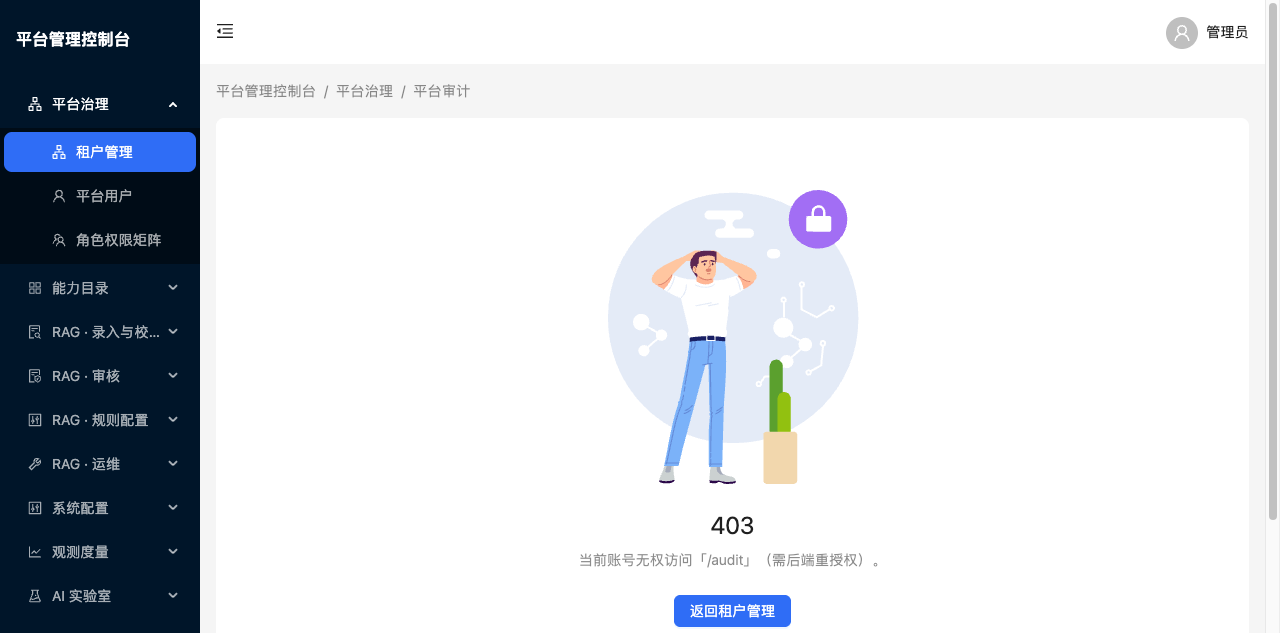 平台管理控制台
管理员
平台治理
租户管理
平台用户
角色权限矩阵
能力目录
RAG · 录入与校...
RAG · 审核
RAG · 规则配置
RAG · 运维
系统配置
观测度量
AI 实验室
平台管理控制台 / 平台治理 / 平台审计
403
当前账号无权访问「/audit」（需后端重授权）。
返回租户管理